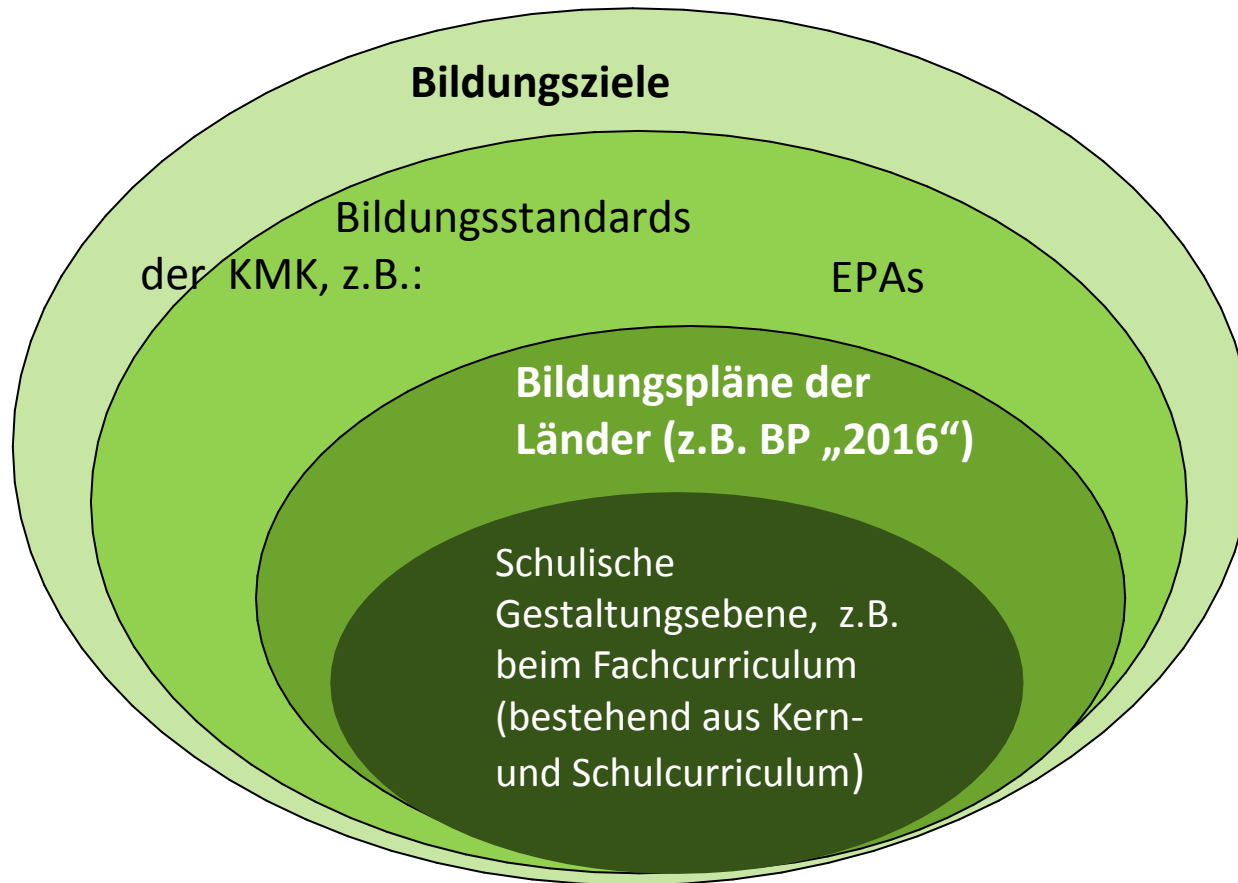 Bildungsziele
Bildungsstandards
der KMK, z.B.: EPAs
Bildungspläne der
Länder (z.B. BP „2016“)
Schulische
Gestaltungsebene, z.B.
beim Fachcurriculum
(bestehend aus Kern-
und Schulcurriculum)